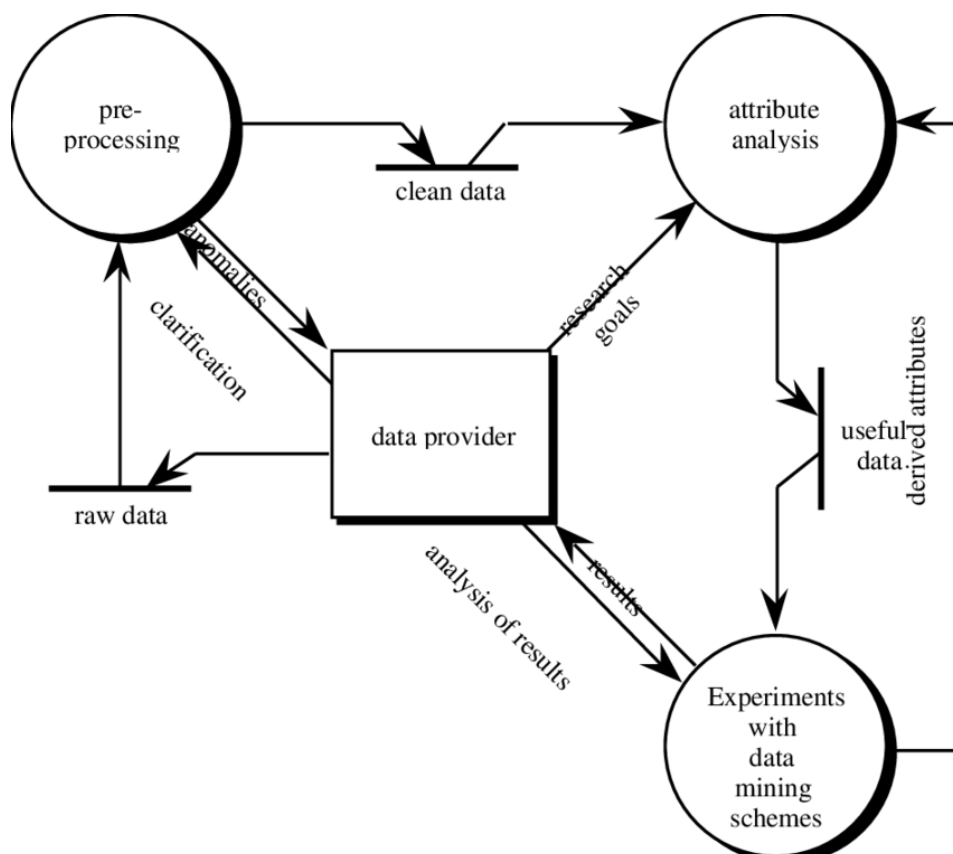 pre-
processing
attribute
analysis
clean data
anomalies
clarification
research
goals
data provider
raw data
useful
data.
derived attributes
analysis of results
results
Experiments
with
data
mining
schemes